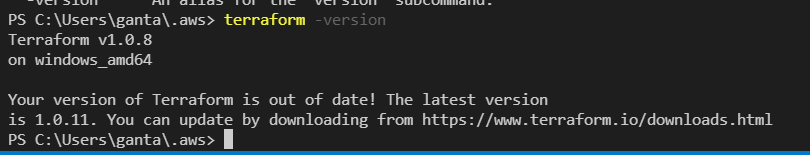 -version      An alias for the "version" subcommand.
PS C:\Users\ganta\.aws> terraform -version
Terraform v1.0.8
on windows_amd64
Your version of Terraform is out of date! The latest version
is 1.0.11. You can update by downloading from https://www.terraform.io/downloads.html
PS C:\Users\ganta\.aws>